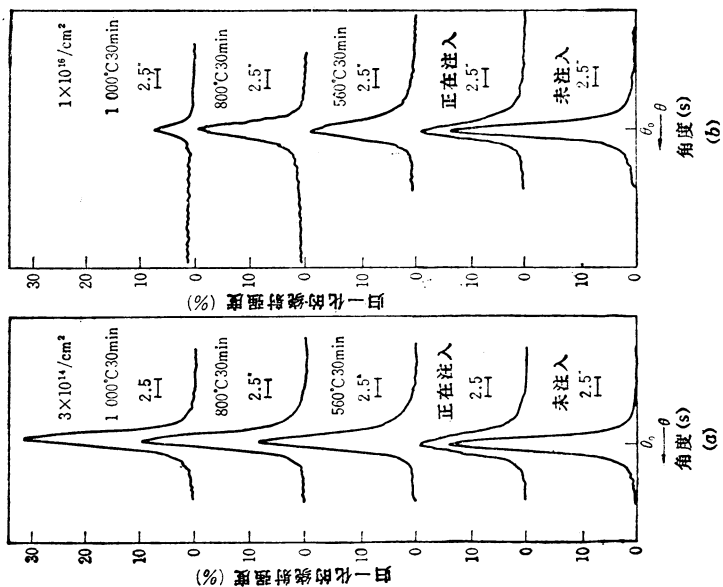 3×10¹⁴/cm²
1 000℃30min
2.5
800℃30min
2.5″
560℃30min
2.5″
正在注入
2.5
未注入
2.5″
30
20
10
0
10
0
10
0
10
0
归一化的绕射强度 (%)
θ₀ θ
角度(s)
(a)
1×10¹⁶/cm²
1 000℃30min
2.5″
800℃30min
2.5″
560℃30min
2.5″
正在注入
2.5″
未注入
2.5″
30
20
10
0
10
0
10
0
10
0
归一化的绕射强度 (%)
θ₀ θ
角度(s)
(b)